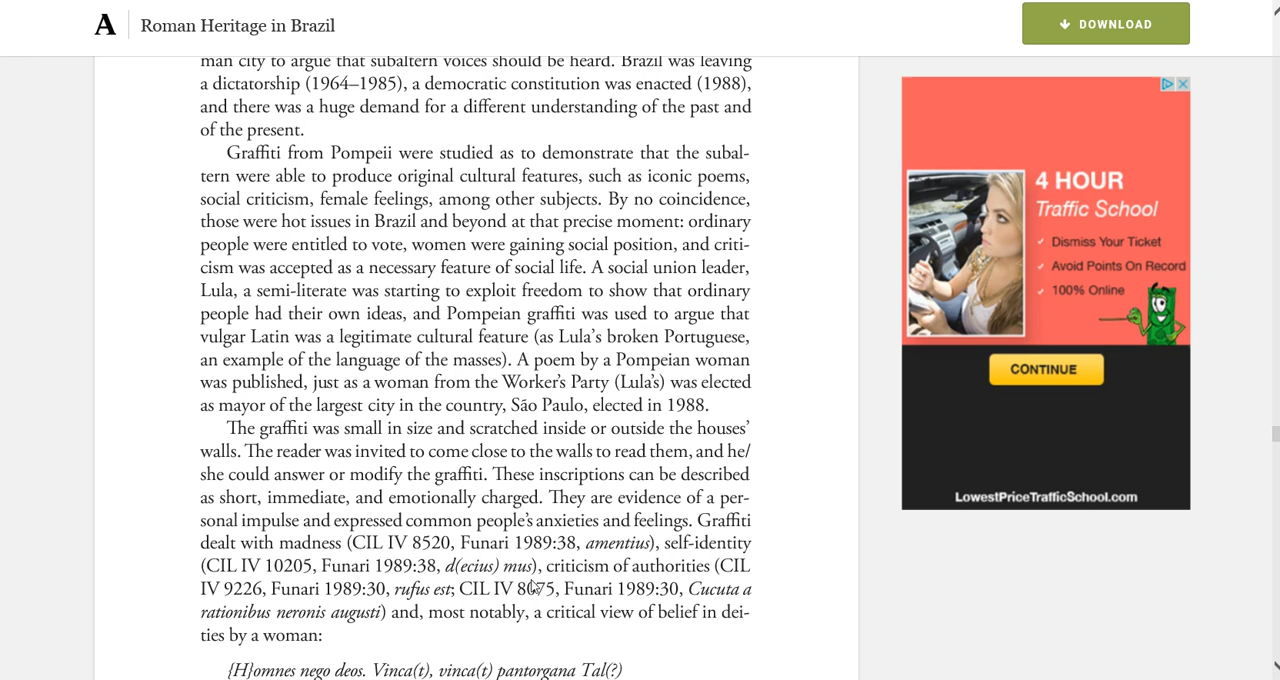 A
Roman Heritage in Brazil
DOWNLOAD
man city to argue that subaltern voices should be heard. Brazil was leaving
a dictatorship (1964–1985), a democratic constitution was enacted (1988),
and there was a huge demand for a different understanding of the past and
of the present.
Graffiti from Pompeii were studied as to demonstrate that the subal-
tern were able to produce original cultural features, such as iconic poems,
social criticism, female feelings, among other subjects. By no coincidence,
those were hot issues in Brazil and beyond at that precise moment: ordinary
people were entitled to vote, women were gaining social position, and criti-
cism was accepted as a necessary feature of social life. A social union leader,
Lula, a semi-literate was starting to exploit freedom to show that ordinary
people had their own ideas, and Pompeian graffiti was used to argue that
vulgar Latin was a legitimate cultural feature (as Lula's broken Portuguese,
an example of the language of the masses). A poem by a Pompeian woman
was published, just as a woman from the Worker's Party (Lula's) was elected
as mayor of the largest city in the country, São Paulo, elected in 1988.
The graffiti was small in size and scratched inside or outside the houses'
walls. The reader was invited to come close to the walls to read them, and he/
she could answer or modify the graffiti. These inscriptions can be described
as short, immediate, and emotionally charged. They are evidence of a per-
sonal impulse and expressed common people's anxieties and feelings. Graffiti
dealt with madness (CIL IV 8520, Funari 1989:38, amentius), self-identity
(CIL IV 10205, Funari 1989:38, d(ecius) mus), criticism of authorities (CIL
IV 9226, Funari 1989:30, rufus est; CIL IV Funari 1989:30, Cucuta a
rationibus neronis augusti) and, most notably, a critical view of belief in dei-
ties by a woman:
{H}omnes nego deos. Vinca(t), vinca(t) pantorgana Tal(?)
4 HOUR
Traffic School
Dismiss Your Ticket
Avoid Points On Record
100% Online
CONTINUE
LowestPriceTrafficSchool.com